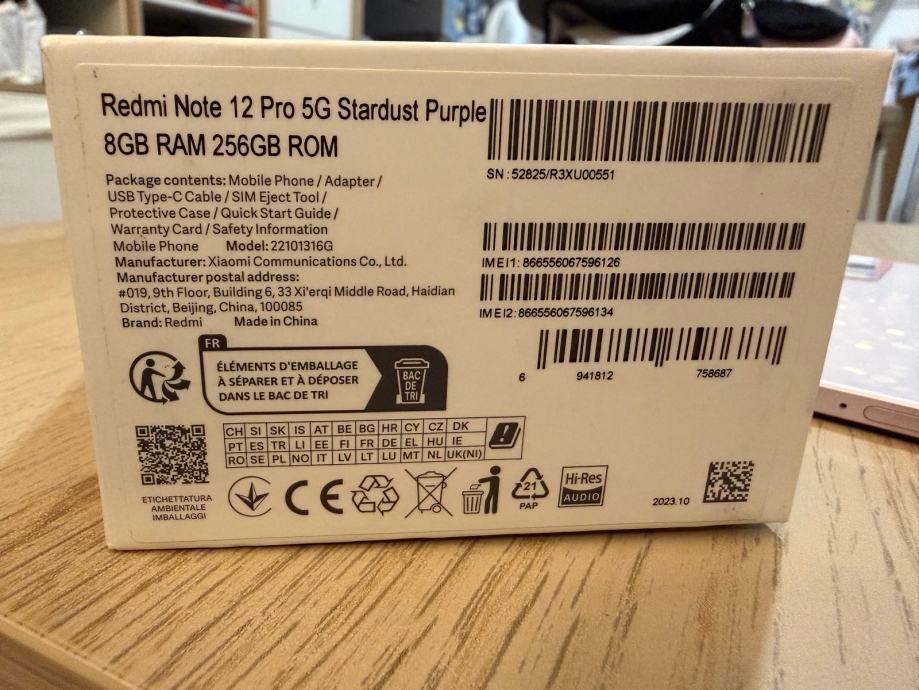 Redmi Note 12 Pro 5G Stardust Purple
8GB RAM 256GB ROM
Package contents: Mobile Phone / Adapter /
USB Type-C Cable / SIM Eject Tool /
Protective Case / Quick Start Guide /
Warranty Card / Safety Information
Mobile Phone Model: 22101316G
Manufacturer: Xiaomi Communications Co., Ltd.
Manufacturer postal address:
#019, 9th Floor, Building 6, 33 Xi'erqi Middle Road, Haidian
District, Beijing, China, 100085
Brand: Redmi Made in China
SN: 52825/R3XU00551
IMEI1: 866556067596126
IMEI2: 866556067596134
6 941812 758687
FR
ÉLÉMENTS D'EMBALLAGE
À SÉPARER ET À DÉPOSER
DANS LE BAC DE TRI
BAC
DE
TRI
CH SI SK IS AT BE BG HR CY CZ DK
PT ES TR LI EE FI FR DE EL HU IE
RO SE PL NO IT LV LT LU MT NL UK(NI)
ETICHETTATURA
AMBIENTALE
IMBALLAGGI
CE
21
PAP
Hi-Res
AUDIO
2023.10